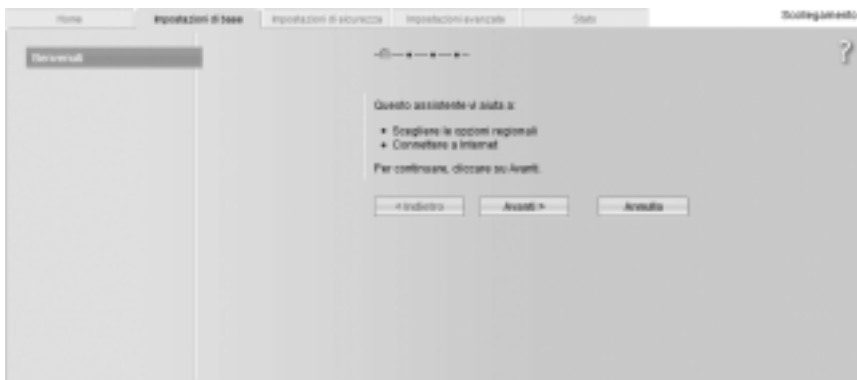 Home Impostazioni di base Impostazioni di sicurezza Impostazioni avanzate Stato Scollegamento
Benvenuti
?
Questo assistente vi aiuta a:
• Scegliere le opzioni regionali
• Connettere a Internet
Per continuare, cliccare su Avanti.
< Indietro Avanti > Annulla